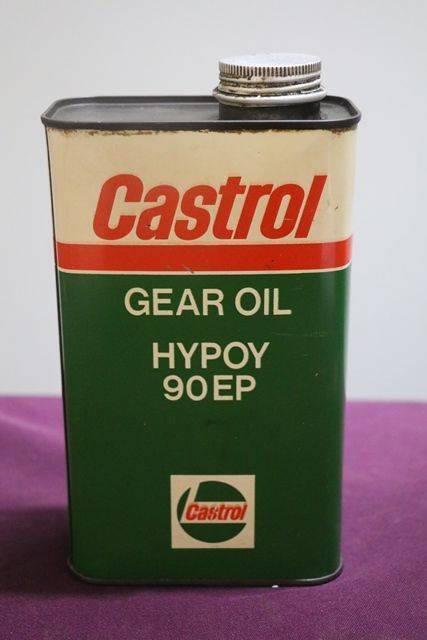 Castrol
GEAR OIL
HYPOY
90EP
Castrol